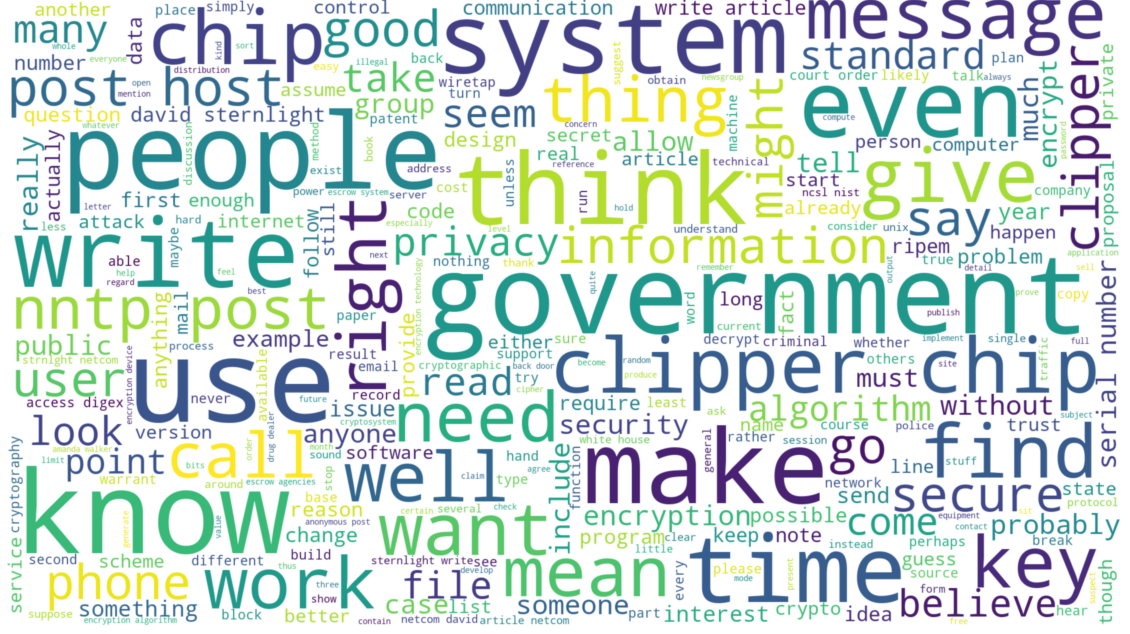 another
place
simply
control
communication
write article
message
many
data
chip
good
system
standard
plan
whole
kind
sort
everyone
number
distribution
illegal
back
wiretap
suggest
newsgroup
court order
likely
talk
always
private
post
host
open
mention
easy
assume
take
turn
obtain
thing
might
machine
even
much
encrypt
clipper
question
david sternlight
group
patent
seem
concern
compute
password
whatever
people
method
book
design
secret
allow
technical
tell
person
computer
really
actually
discussion
exist
address
real
article
reference
start
give
company
proposal
first
enough
power
escrow system
server
cost
think
unless
run
ncsl nist
letter
less
attack
hard
internet
code
hold
already
say
year
happen
write
maybe
follow
still
right
especially
level
understand
consider
unix
application
able
help
feel
regard
next
privacy
information
ripem
true
problem
nothing
thank
remember
output
detail
sell
nntp post
best
anything
mail
paper
encryption technology
government
quite
word
long
fact
prove
copy
publish
public
process
example
provide
either
sure
current
decrypt
criminal
whether
implement
single
full
serial number
strnlght netcom
result
support
cryptographic
back door
become
random
clipper chip
others
traffic
user
encryption device
use
available
future
email
read
try
cipher
produce
must
site
access digex
never
record
cryptosystem
issue
need
require
least
ask
algorithm
without
subject
look
version
anyone
security
name
course
police
trust
amanda walker
order
drug dealer
month
sound
software
white house
rather
session
general
go
find
point
call
limit
bits
stop
agree
claim
hand
function
make
line
stuff
service
cryptography
warrant
around
escrow agencies
well
type
check
network
send
secure
state
protocol
know
generate
value
base
reason
anonymous post
certain
several
include
encryption
possible
equipment
sit
change
want
program
clear
keep
note
instead
come
contact
probably
second
different
build
sternlight write
see
develop
little
time
perhaps
break
scheme
thus
three
show
mean
every
please
mode
present
guess
source
key
suspect
though
phone
work
file
form
suppose
something
block
better
case
list
someone
part
interest
crypto
idea
believe
hear
encryption algorithm
contain
netcom david
article netcom
free